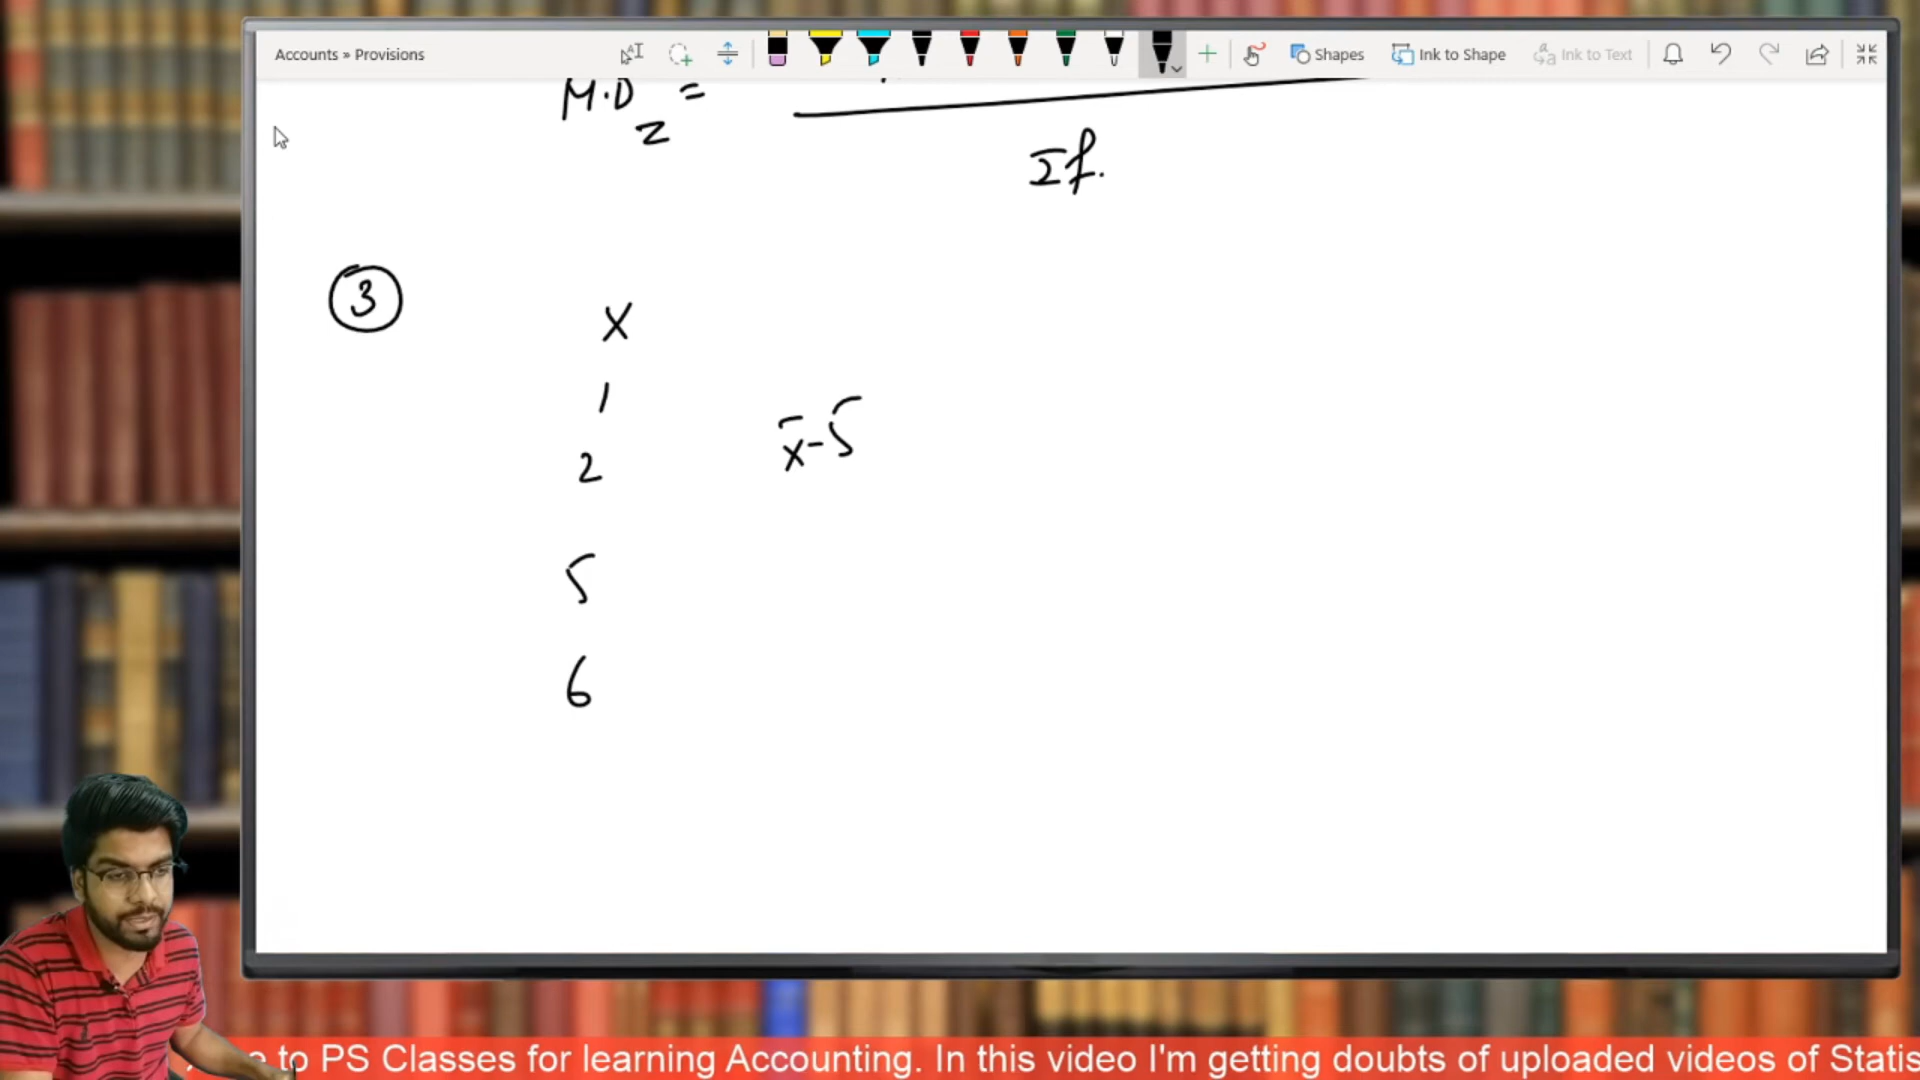 Accounts » Provisions
Shapes
Ink to Shape
Ink to Text
M.D =
z
Σf.
3
X
1
2
x̄-5
5
6
to PS Classes for learning Accounting. In this video I'm getting doubts of uploaded videos of Statis